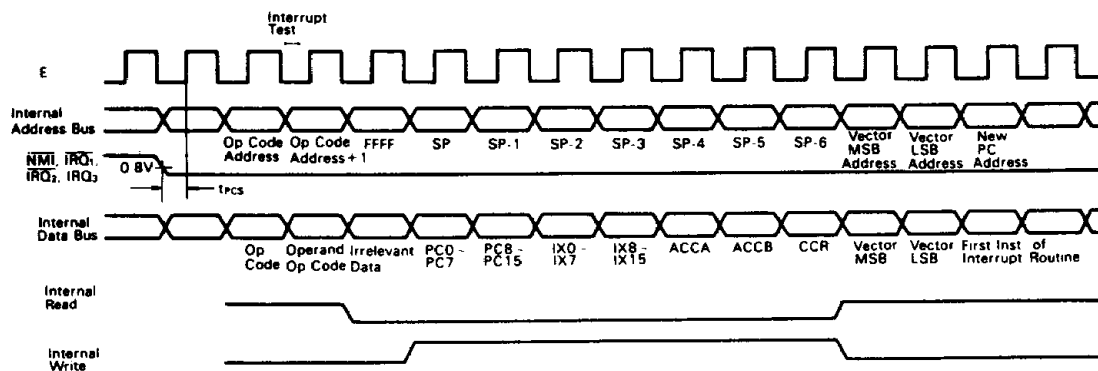 Interrupt
Test
E
Internal
Address Bus
Op Code
Address
Op Code
Address + 1
FFFF
SP
SP-1
SP-2
SP-3
SP-4
SP-5
SP-6
Vector
MSB
Address
Vector
LSB
Address
New
PC
Address
NMI, IRQ1,
IRQ2, IRQ3
0.8V
tPCS
Internal
Data Bus
Op
Code
Operand
Op Code
Irrelevant
Data
PC0 -
PC7
PC8 -
PC15
IX0 -
IX7
IX8 -
IX15
ACCA
ACCB
CCR
Vector
MSB
Vector
LSB
First Inst of
Interrupt Routine
Internal
Read
Internal
Write